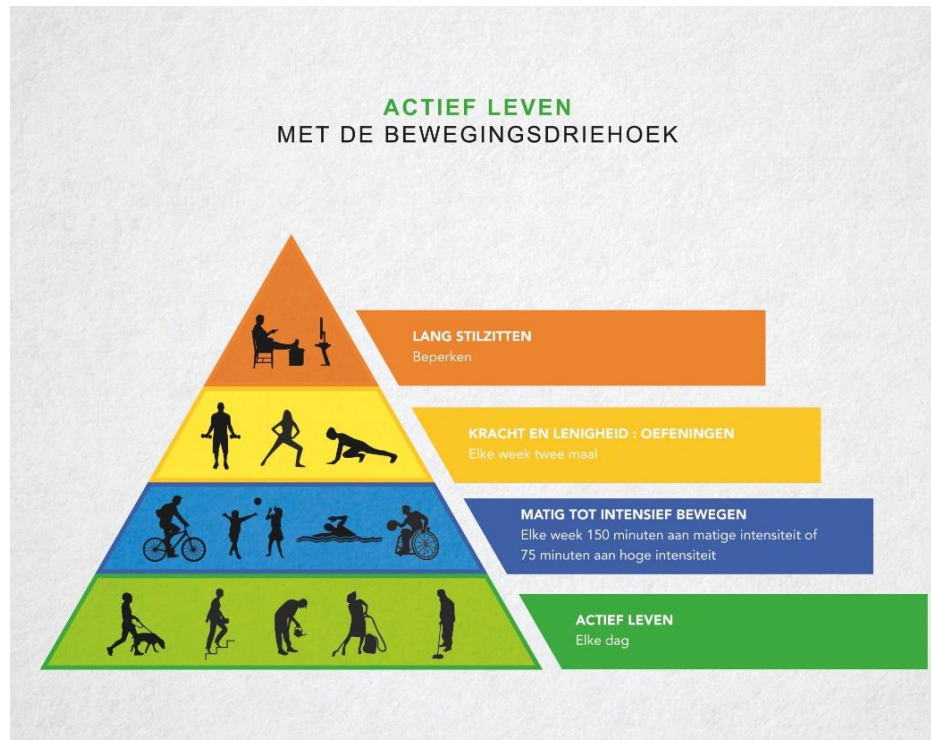 ACTIEF LEVEN
MET DE BEWEGINGSDRIEHOEK
LANG STILZITTEN
Beperken
KRACHT EN LENIGHEID : OEFENINGEN
Elke week twee maal
MATIG TOT INTENSIEF BEWEGEN
Elke week 150 minuten aan matige intensiteit of
75 minuten aan hoge intensiteit
ACTIEF LEVEN
Elke dag